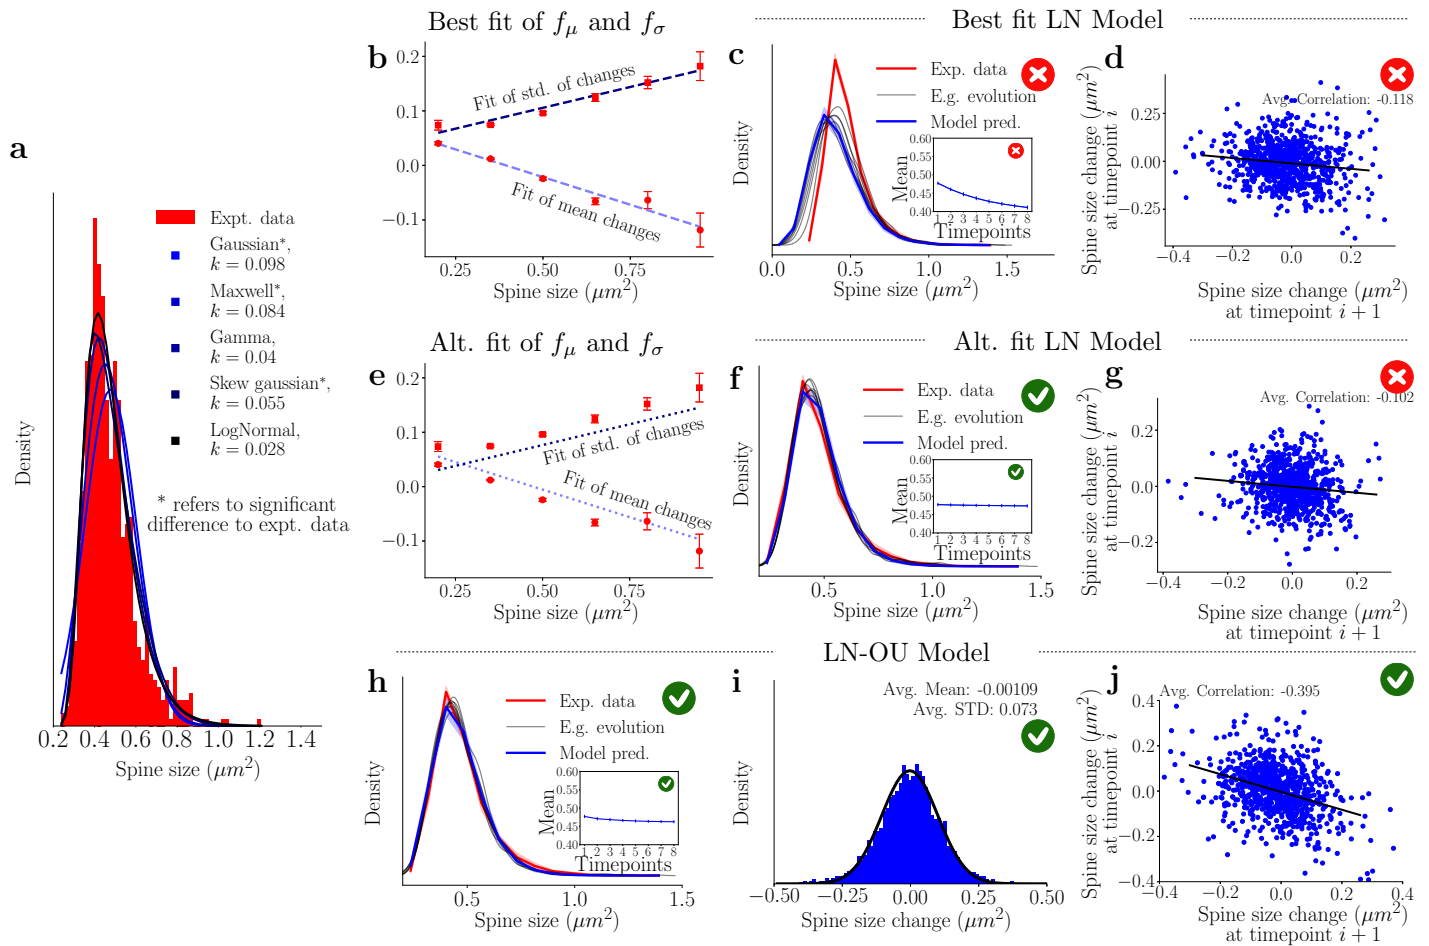 a
Expt. data
Gaussian*,
k = 0.098
Maxwell*,
k = 0.084
Gamma,
k = 0.04
Skew gaussian*,
k = 0.055
LogNormal,
k = 0.028
* refers to significant
difference to expt. data
Density
0.2 0.4 0.6 0.8 1.0 1.2 1.4
Spine size (μm²)
Best fit of fμ and fσ
b
0.2
0.1
0.0
−0.1
Fit of std. of changes
Fit of mean changes
0.25 0.50 0.75
Spine size (μm²)
Best fit LN Model
c
Exp. data
E.g. evolution
Model pred.
Density
Mean
0.60
0.55
0.50
0.45
0.40
1 2 3 4 5 6 7 8
Timepoints
0.0 0.5 1.0 1.5
Spine size (μm²)
d
Avg. Correlation: -0.118
Spine size change (μm²)
at timepoint i
0.25
0.00
−0.25
−0.4 −0.2 0.0 0.2
Spine size change (μm²)
at timepoint i + 1
Alt. fit of fμ and fσ
e
0.2
0.1
0.0
−0.1
Fit of std. of changes
Fit of mean changes
0.25 0.50 0.75
Spine size (μm²)
Alt. fit LN Model
f
Exp. data
E.g. evolution
Model pred.
Density
Mean
0.60
0.55
0.50
0.45
0.40
1 2 3 4 5 6 7 8
Timepoints
0.5 1.0 1.5
Spine size (μm²)
g
Avg. Correlation: -0.102
Spine size change (μm²)
at timepoint i
0.2
0.0
−0.2
−0.4 −0.2 0.0 0.2
Spine size change (μm²)
at timepoint i + 1
LN-OU Model
h
Exp. data
E.g. evolution
Model pred.
Density
Mean
0.60
0.55
0.50
0.45
0.40
1 2 3 4 5 6 7 8
Timepoints
0.5 1.0 1.5
Spine size (μm²)
i
Avg. Mean: -0.00109
Avg. STD: 0.073
Density
−0.50 −0.25 0.00 0.25 0.50
Spine size change (μm²)
j
Avg. Correlation: -0.395
Spine size change (μm²)
at timepoint i
0.4
0.2
0.0
−0.2
−0.4
−0.4 −0.2 0.0 0.2 0.4
Spine size change (μm²)
at timepoint i + 1